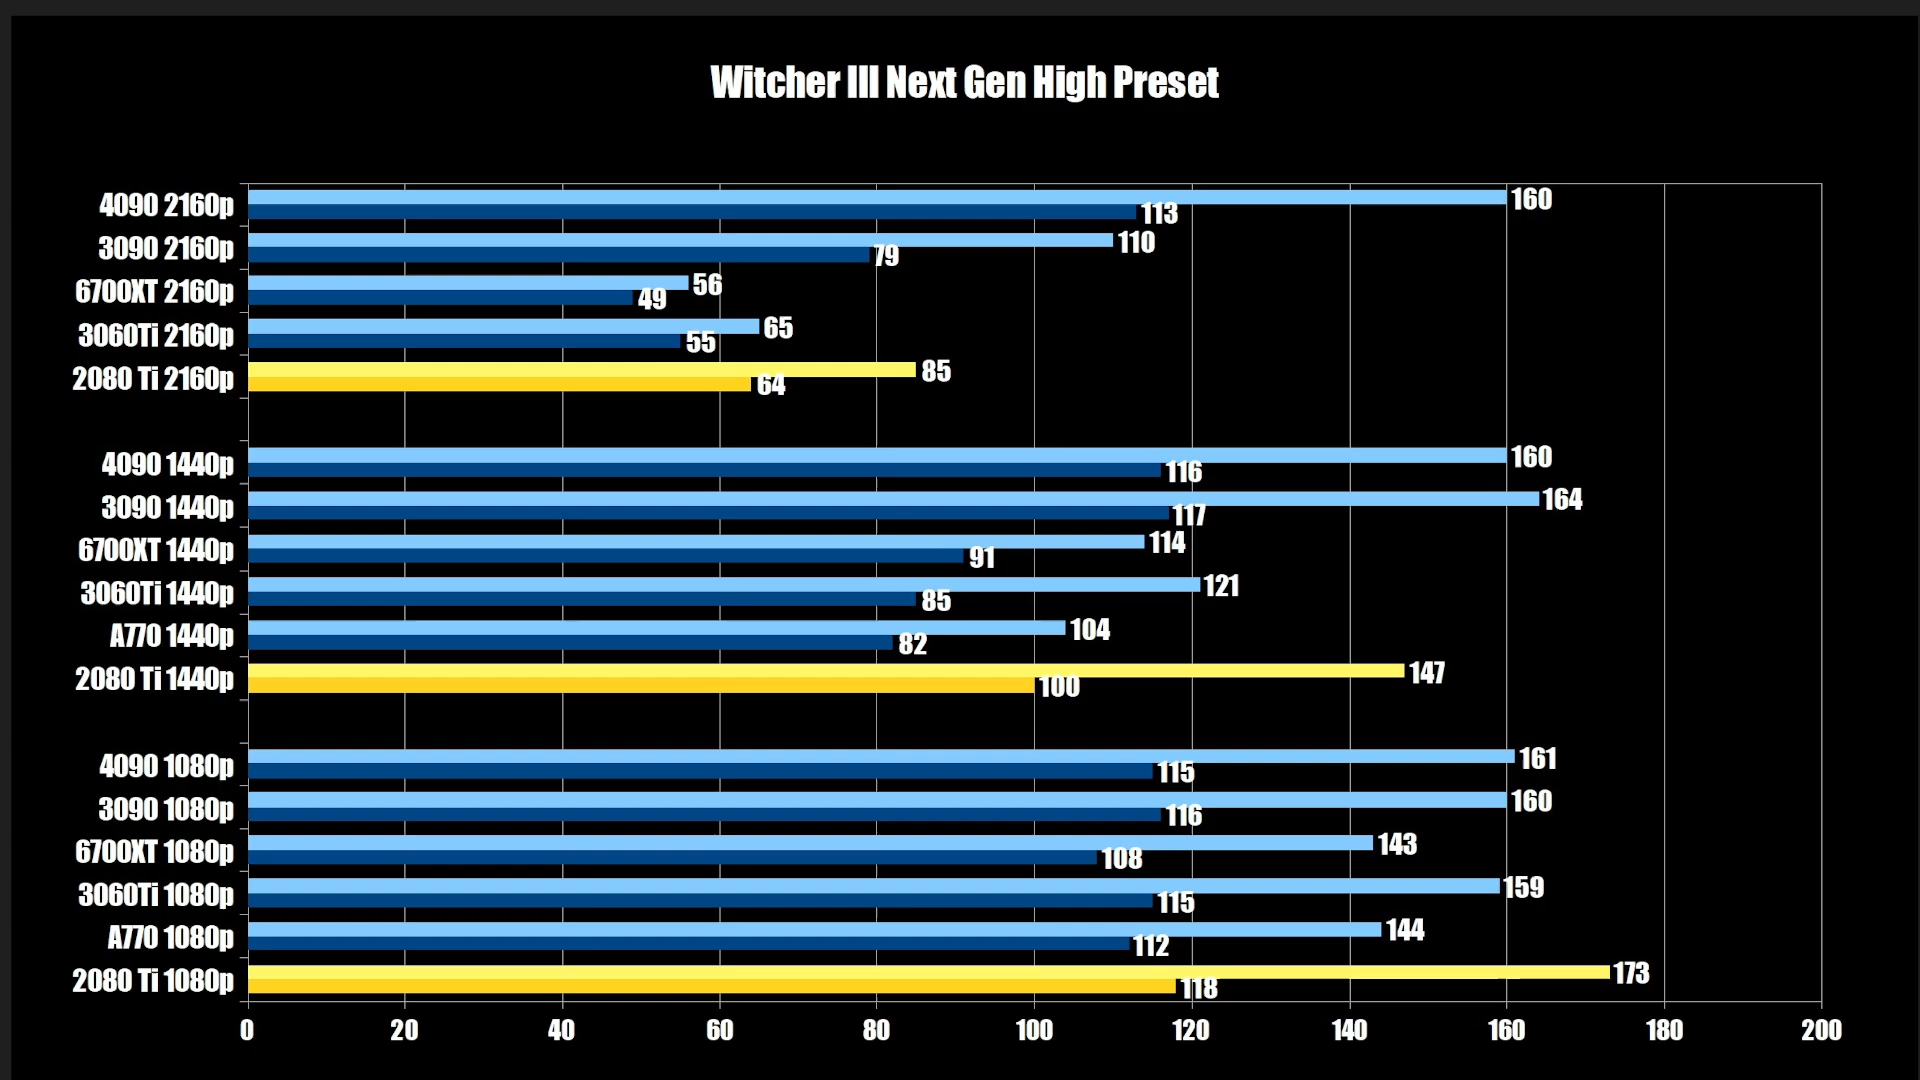 Witcher III Next Gen High Preset
4090 2160p 160
113
3090 2160p 110
79
6700XT 2160p 56
49
3060Ti 2160p 65
55
2080 Ti 2160p 85
64
4090 1440p 160
116
3090 1440p 164
117
6700XT 1440p 114
91
3060Ti 1440p 121
85
A770 1440p 104
82
2080 Ti 1440p 147
100
4090 1080p 161
115
3090 1080p 160
116
6700XT 1080p 143
108
3060Ti 1080p 159
115
A770 1080p 144
112
2080 Ti 1080p 173
118
0 20 40 60 80 100 120 140 160 180 200